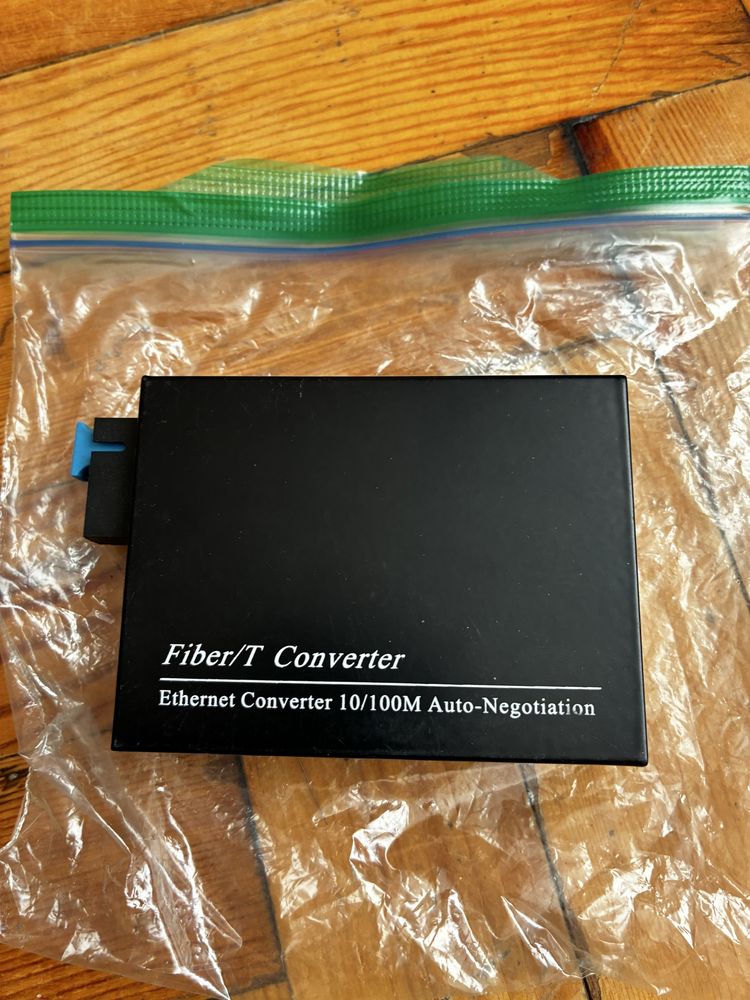 Fiber/T Converter
Ethernet Converter 10/100M Auto-Negotiation